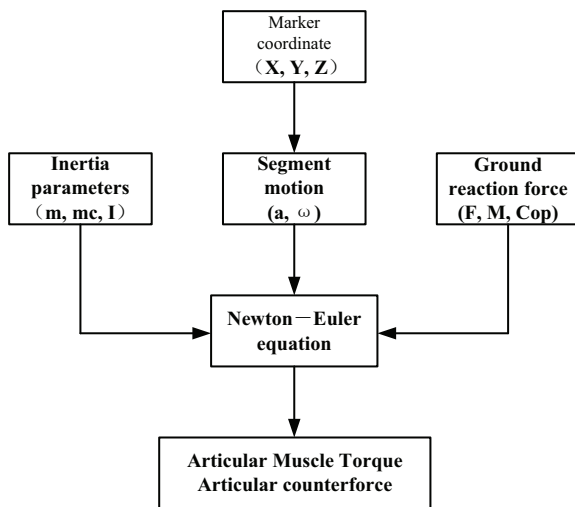 Marker
coordinate
（X, Y, Z）
Inertia
parameters
（m, mc, I）
Segment
motion
(a, ω)
Ground
reaction force
(F, M, Cop)
Newton－Euler
equation
Articular Muscle Torque
Articular counterforce